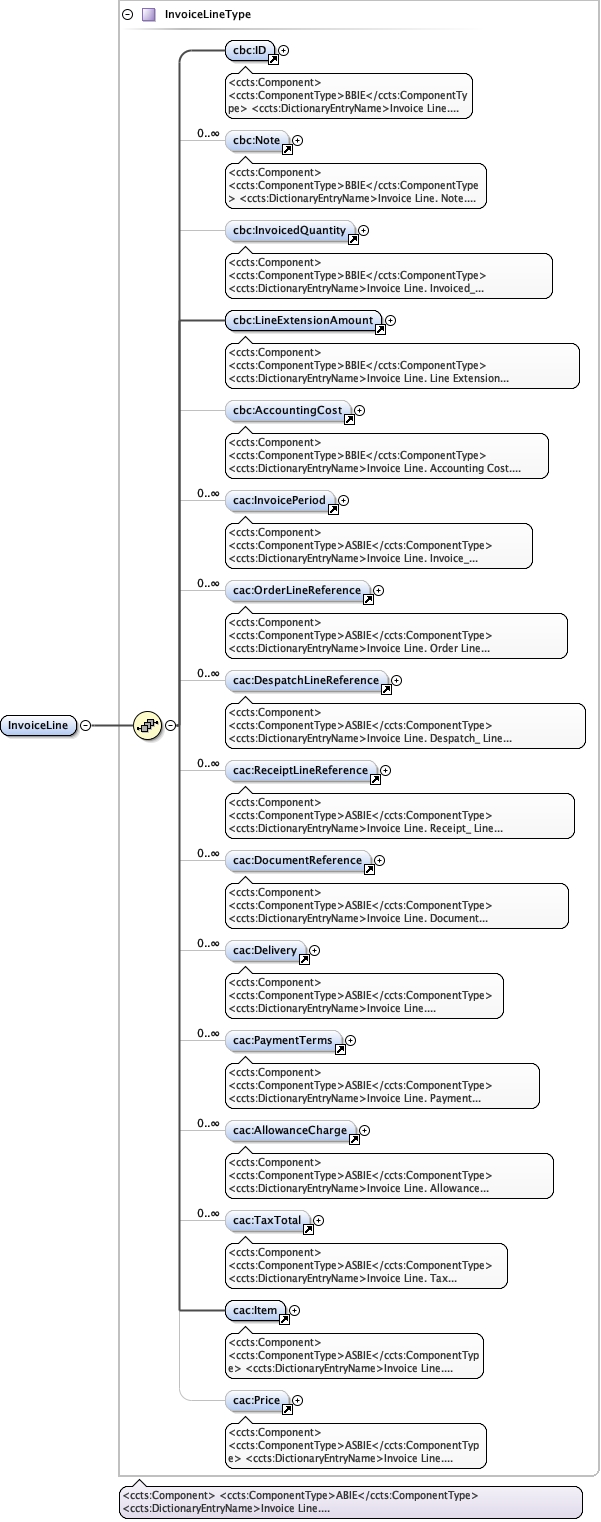 InvoiceLineType
cbc:ID
<ccts:Component>
<ccts:ComponentType>BBIE</ccts:ComponentTy
pe> <ccts:DictionaryEntryName>Invoice Line....
0..∞
cbc:Note
<ccts:Component>
<ccts:ComponentType>BBIE</ccts:ComponentType
> <ccts:DictionaryEntryName>Invoice Line. Note....
cbc:InvoicedQuantity
<ccts:Component>
<ccts:ComponentType>BBIE</ccts:ComponentType>
<ccts:DictionaryEntryName>Invoice Line. Invoiced_...
cbc:LineExtensionAmount
<ccts:Component>
<ccts:ComponentType>BBIE</ccts:ComponentType>
<ccts:DictionaryEntryName>Invoice Line. Line Extension...
cbc:AccountingCost
<ccts:Component>
<ccts:ComponentType>BBIE</ccts:ComponentType>
<ccts:DictionaryEntryName>Invoice Line. Accounting Cost....
0..∞
cac:InvoicePeriod
<ccts:Component>
<ccts:ComponentType>ASBIE</ccts:ComponentType>
<ccts:DictionaryEntryName>Invoice Line. Invoice_...
0..∞
cac:OrderLineReference
<ccts:Component>
<ccts:ComponentType>ASBIE</ccts:ComponentType>
<ccts:DictionaryEntryName>Invoice Line. Order Line...
0..∞
cac:DespatchLineReference
<ccts:Component>
<ccts:ComponentType>ASBIE</ccts:ComponentType>
<ccts:DictionaryEntryName>Invoice Line. Despatch_ Line...
InvoiceLine
0..∞
cac:ReceiptLineReference
<ccts:Component>
<ccts:ComponentType>ASBIE</ccts:ComponentType>
<ccts:DictionaryEntryName>Invoice Line. Receipt_ Line...
0..∞
cac:DocumentReference
<ccts:Component>
<ccts:ComponentType>ASBIE</ccts:ComponentType>
<ccts:DictionaryEntryName>Invoice Line. Document...
0..∞
cac:Delivery
<ccts:Component>
<ccts:ComponentType>ASBIE</ccts:ComponentType>
<ccts:DictionaryEntryName>Invoice Line....
0..∞
cac:PaymentTerms
<ccts:Component>
<ccts:ComponentType>ASBIE</ccts:ComponentType>
<ccts:DictionaryEntryName>Invoice Line. Payment...
0..∞
cac:AllowanceCharge
<ccts:Component>
<ccts:ComponentType>ASBIE</ccts:ComponentType>
<ccts:DictionaryEntryName>Invoice Line. Allowance...
0..∞
cac:TaxTotal
<ccts:Component>
<ccts:ComponentType>ASBIE</ccts:ComponentType>
<ccts:DictionaryEntryName>Invoice Line. Tax...
cac:Item
<ccts:Component>
<ccts:ComponentType>ASBIE</ccts:ComponentTyp
e> <ccts:DictionaryEntryName>Invoice Line....
cac:Price
<ccts:Component>
<ccts:ComponentType>ASBIE</ccts:ComponentTyp
e> <ccts:DictionaryEntryName>Invoice Line....
<ccts:Component> <ccts:ComponentType>ABIE</ccts:ComponentType>
<ccts:DictionaryEntryName>Invoice Line....